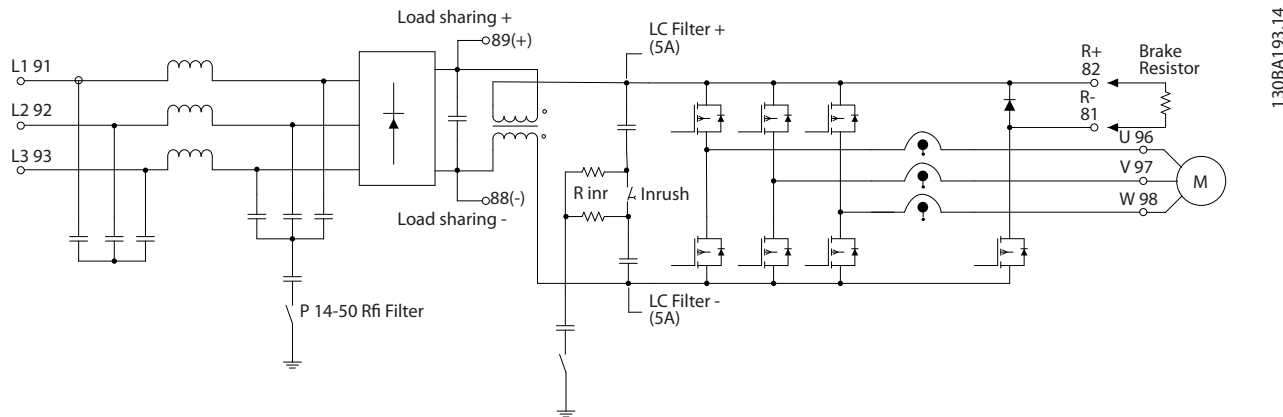 Load sharing +
89(+)
LC Filter +
(5A)
L1 91
L2 92
L3 93
R+
82
Brake
Resistor
R-
81
130BA193.14
U 96
V 97
W 98
M
R inr
Inrush
88(-)
Load sharing -
P 14-50 Rfi Filter
LC Filter -
(5A)